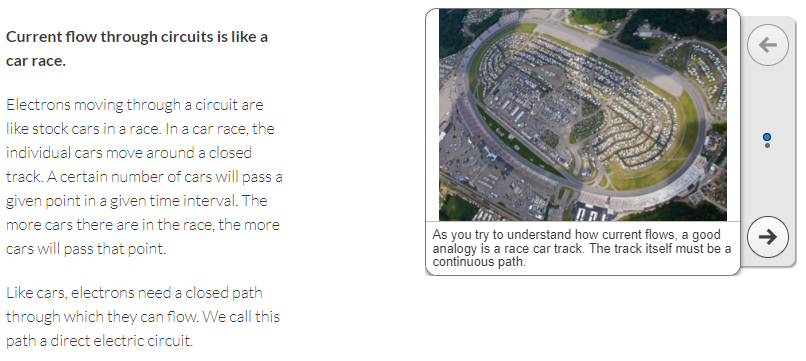 Current flow through circuits is like a
car race.
Electrons moving through a circuit are
like stock cars in a race. In a car race, the
individual cars move around a closed
track. A certain number of cars will pass a
given point in a given time interval. The
more cars there are in the race, the more
cars will pass that point.
Like cars, electrons need a closed path
through which they can flow. We call this
path a direct electric circuit.
As you try to understand how current flows, a good
analogy is a race car track. The track itself must be a
continuous path.